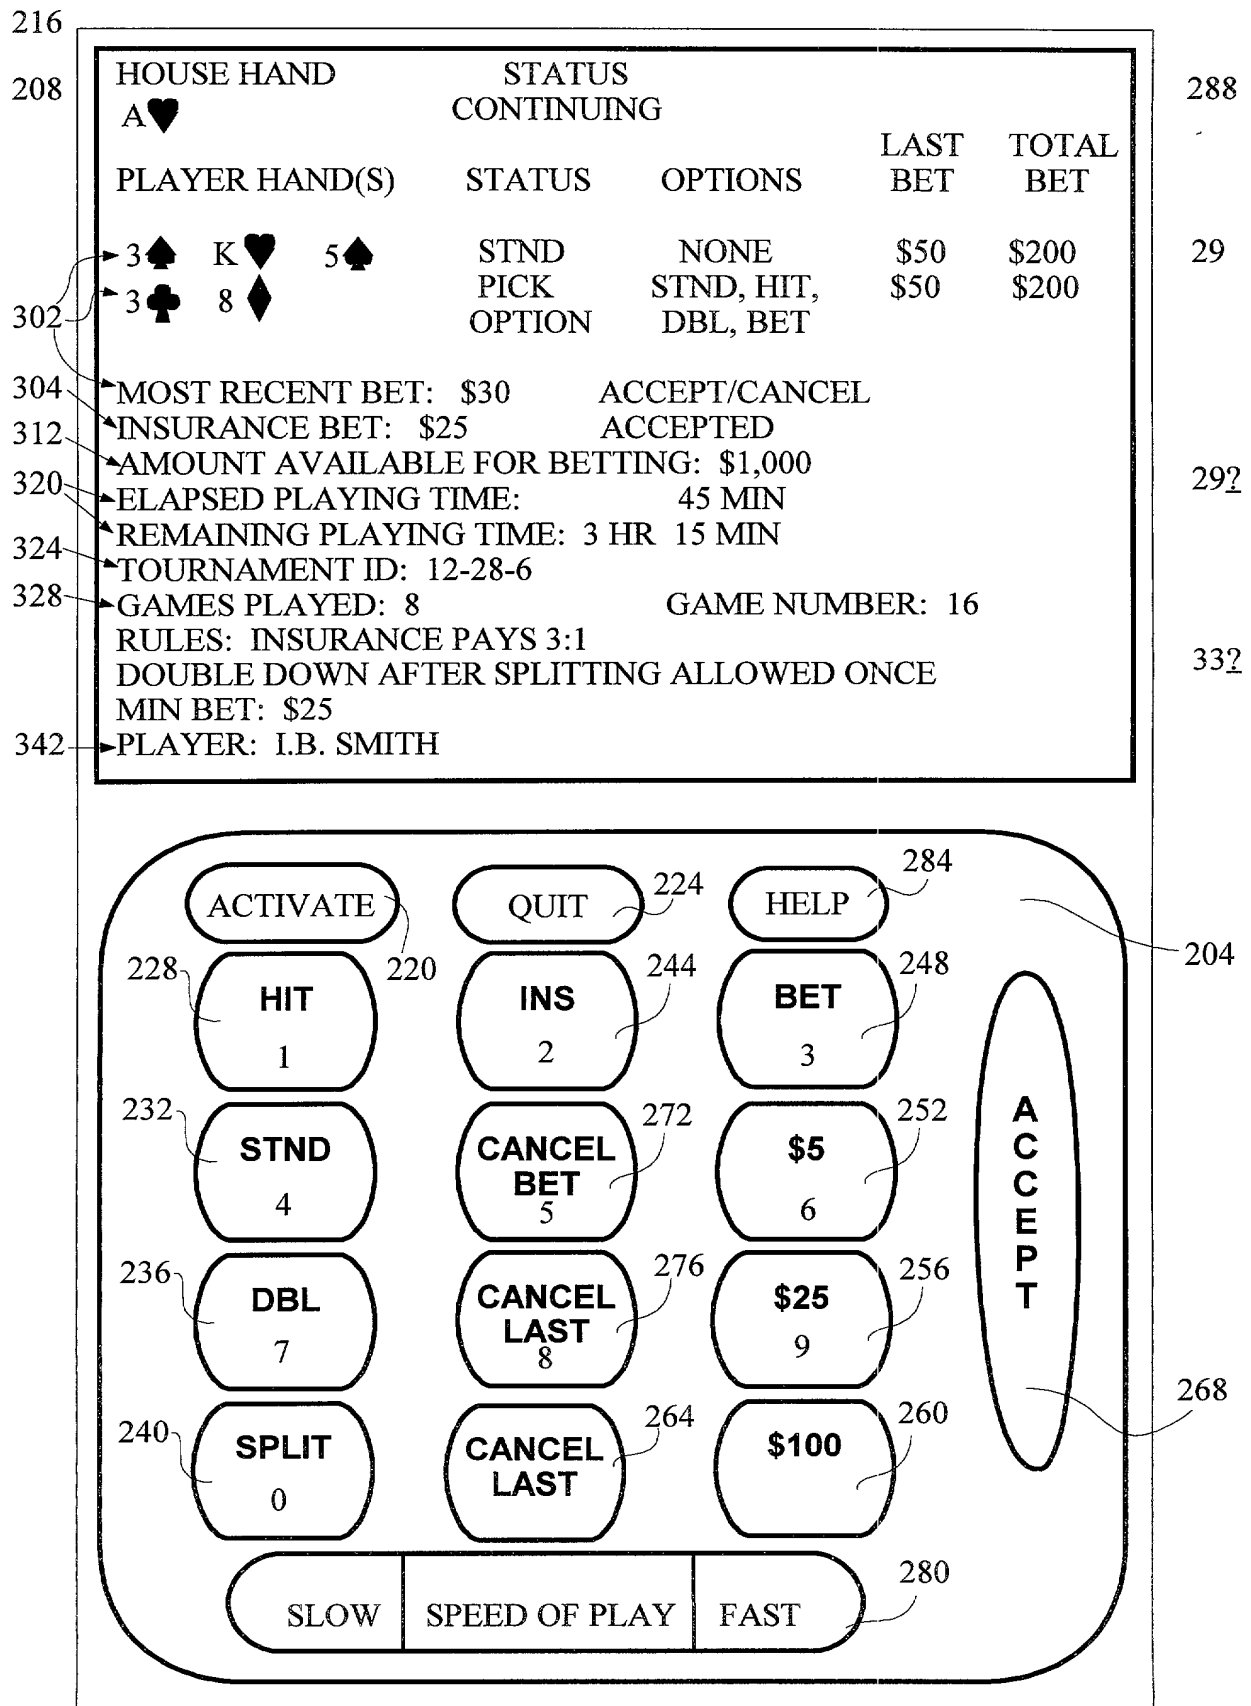 216
208 HOUSE HAND STATUS 288
A♥ CONTINUING
LAST TOTAL
PLAYER HAND(S) STATUS OPTIONS BET BET
3♠ K♥ 5♠ STND NONE $50 $200 29
3♣ 8♦ PICK STND, HIT, $50 $200
302 OPTION DBL, BET
304 MOST RECENT BET: $30 ACCEPT/CANCEL
312 INSURANCE BET: $25 ACCEPTED
AMOUNT AVAILABLE FOR BETTING: $1,000
320 ELAPSED PLAYING TIME: 45 MIN 29?
REMAINING PLAYING TIME: 3 HR 15 MIN
324 TOURNAMENT ID: 12-28-6
328 GAMES PLAYED: 8 GAME NUMBER: 16
RULES: INSURANCE PAYS 3:1
DOUBLE DOWN AFTER SPLITTING ALLOWED ONCE 33?
MIN BET: $25
342 PLAYER: I.B. SMITH
ACTIVATE QUIT 224 HELP 284
228 220 244 248 204
HIT INS BET
1 2 3
232 272 252
STND CANCEL $5
BET
4 5 6
236 276 256
DBL CANCEL $25
LAST
7 8 9
ACCEPT
268
240 264 260
SPLIT CANCEL $100
LAST
0
280
SLOW SPEED OF PLAY FAST